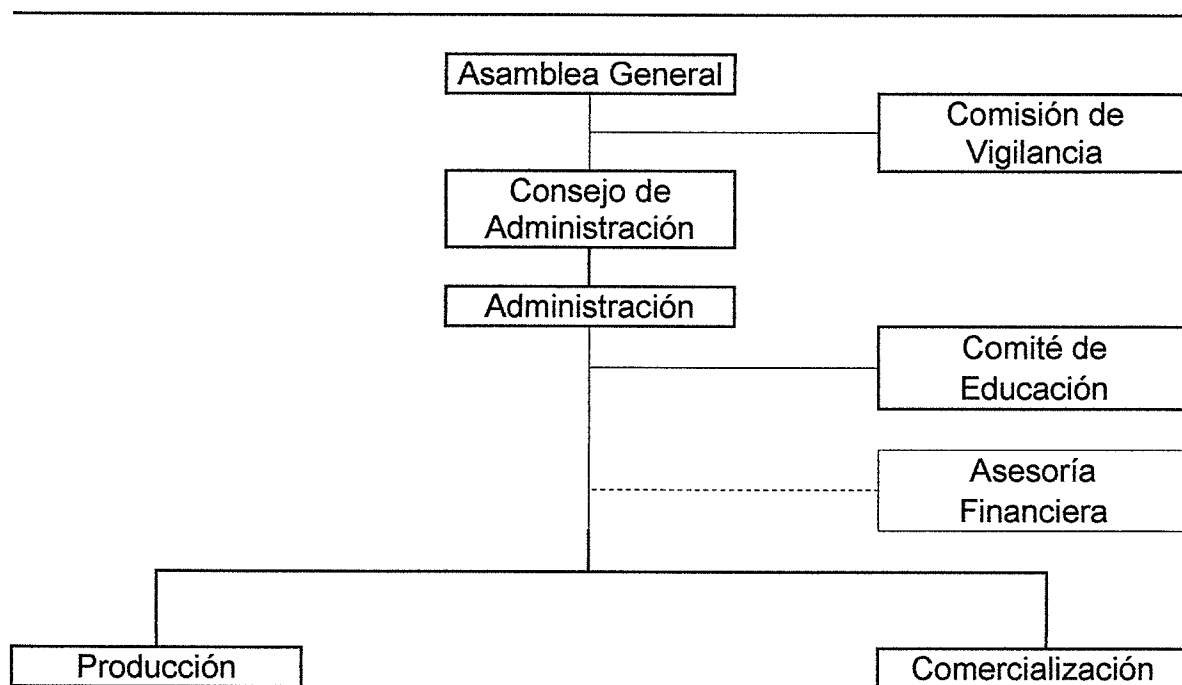 Asamblea General
Comisión de
Vigilancia
Consejo de
Administración
Administración
Comité de
Educación
Asesoría
Financiera
Producción
Comercialización